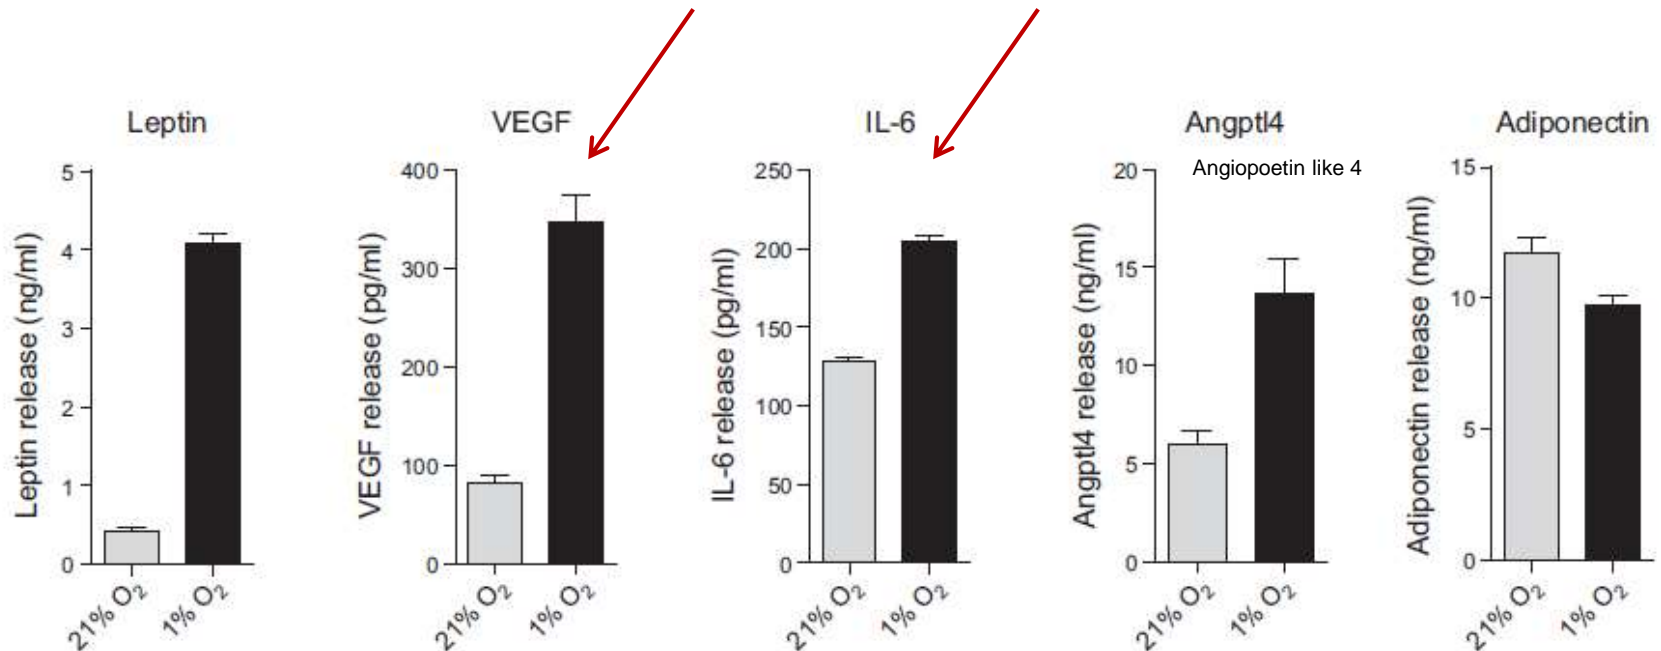 Leptin
Leptin release (ng/ml)
5
4
3
2
1
0
21% O₂
1% O₂
VEGF
VEGF release (pg/ml)
400
300
200
100
0
21% O₂
1% O₂
IL-6
IL-6 release (pg/ml)
250
200
150
100
50
0
21% O₂
1% O₂
Angptl4
Angiopoetin like 4
Angptl4 release (ng/ml)
20
15
10
5
0
21% O₂
1% O₂
Adiponectin
Adiponectin release (ng/ml)
15
10
5
0
21% O₂
1% O₂